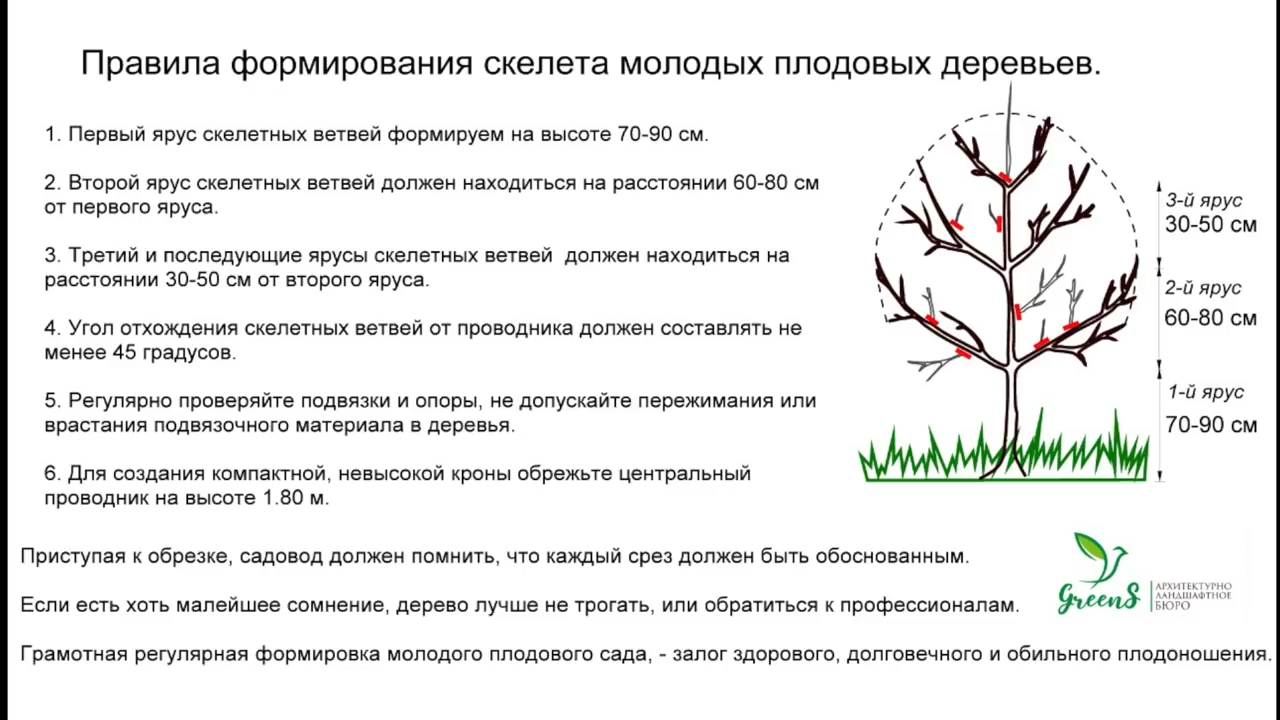 Правила формирования скелета молодых плодовых деревьев.
1. Первый ярус скелетных ветвей формируем на высоте 70-90 см.
2. Второй ярус скелетных ветвей должен находиться на расстоянии 60-80 см
от первого яруса.
3. Третий и последующие ярусы скелетных ветвей  должен находиться на
расстоянии 30-50 см от второго яруса.
4. Угол отхождения скелетных ветвей от проводника должен составлять не
менее 45 градусов.
5. Регулярно проверяйте подвязки и опоры, не допускайте пережимания или
врастания подвязочного материала в деревья.
6. Для создания компактной, невысокой кроны обрежьте центральный
проводник на высоте 1.80 м.
3-й ярус
30-50 см
2-й ярус
60-80 см
1-й ярус
70-90 см
Приступая к обрезке, садовод должен помнить, что каждый срез должен быть обоснованным.
Если есть хоть малейшее сомнение, дерево лучше не трогать, или обратиться к профессионалам.
Грамотная регулярная формировка молодого плодового сада, - залог здорового, долговечного и обильного плодоношения.
greenS
АРХИТЕКТУРНО
ЛАНДШАФТНОЕ
БЮРО